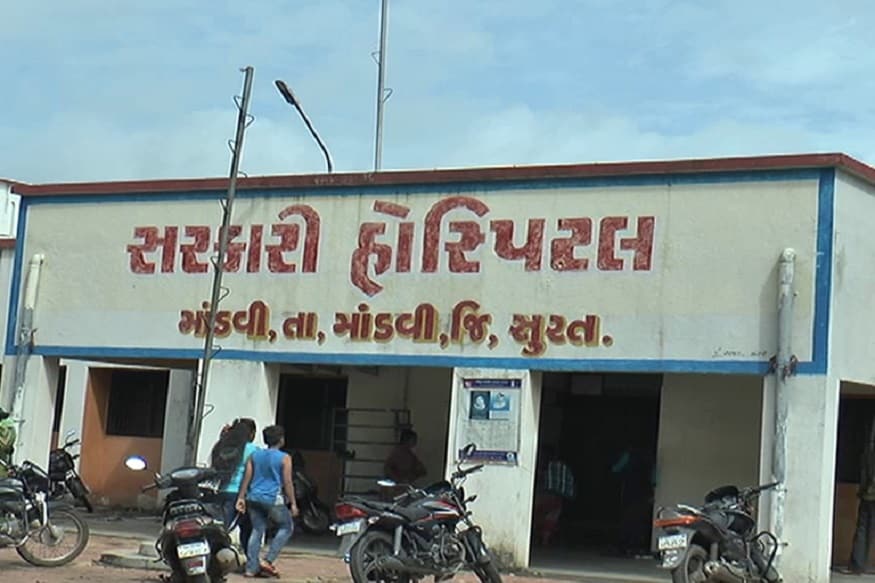 સરકારી હોસ્પિટલ
માંડવી, તા, માંડવી, જિ, સુરત.